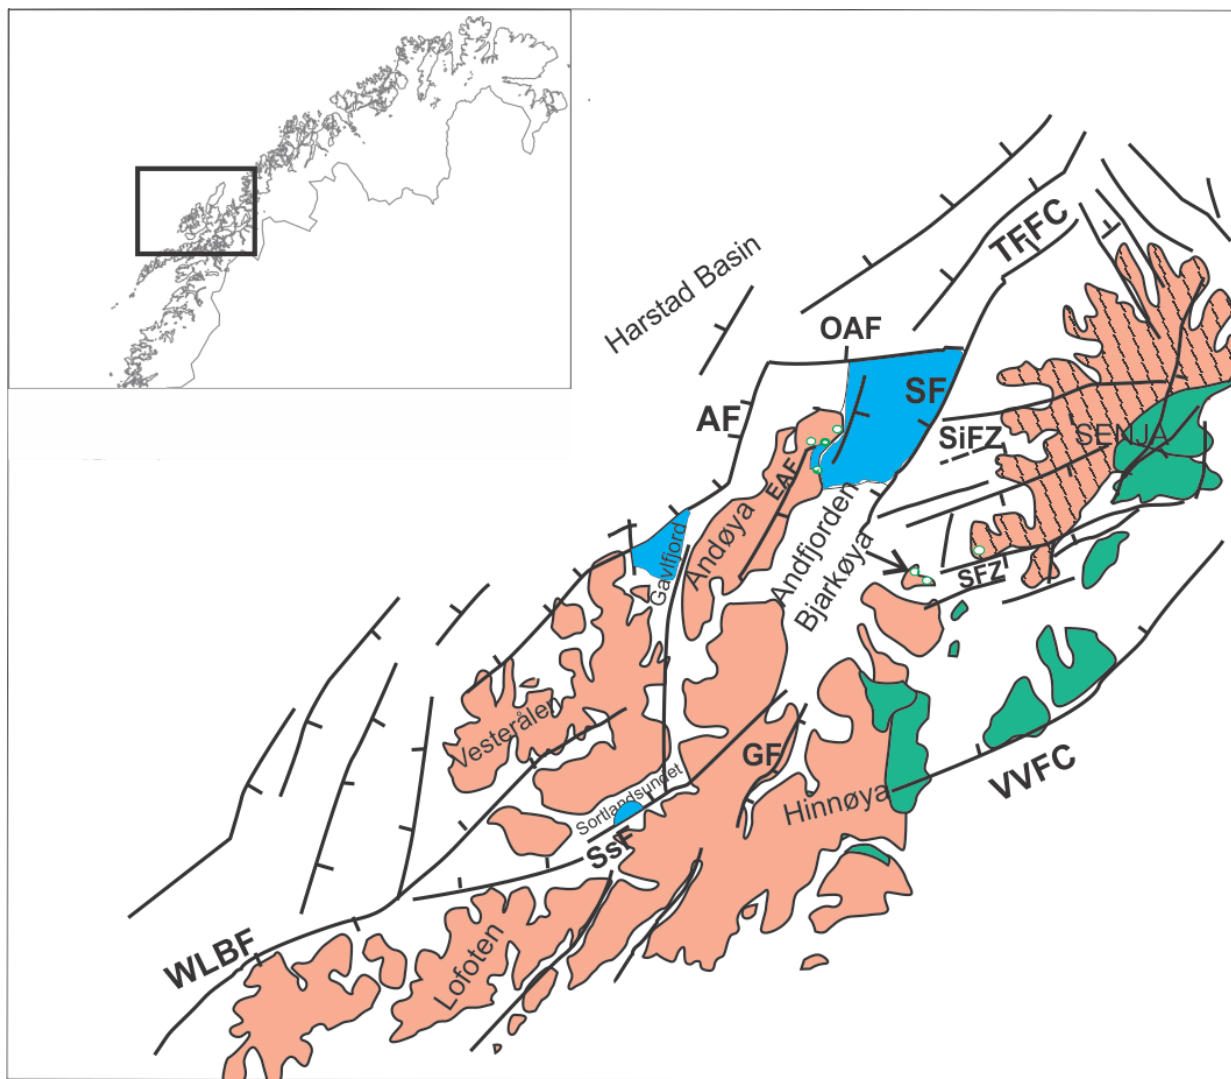 TFFC
Harstad Basin
OAF
SF
AF
SiFZ
SENJA
EAF
Andøya
Andfjorden
Bjarkøya
Gavlfjord
SFZ
Vesterålen
GF
VVFC
Hinnøya
Sortlandsundet
SsF
WLBF
Lofoten